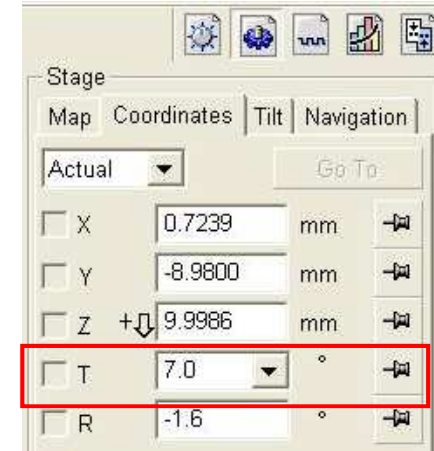 Stage
Map Coordinates Tilt Navigation
Actual Go To
X 0.7239 mm
Y -8.9800 mm
Z + 9.9986 mm
T 7.0 °
R -1.6 °